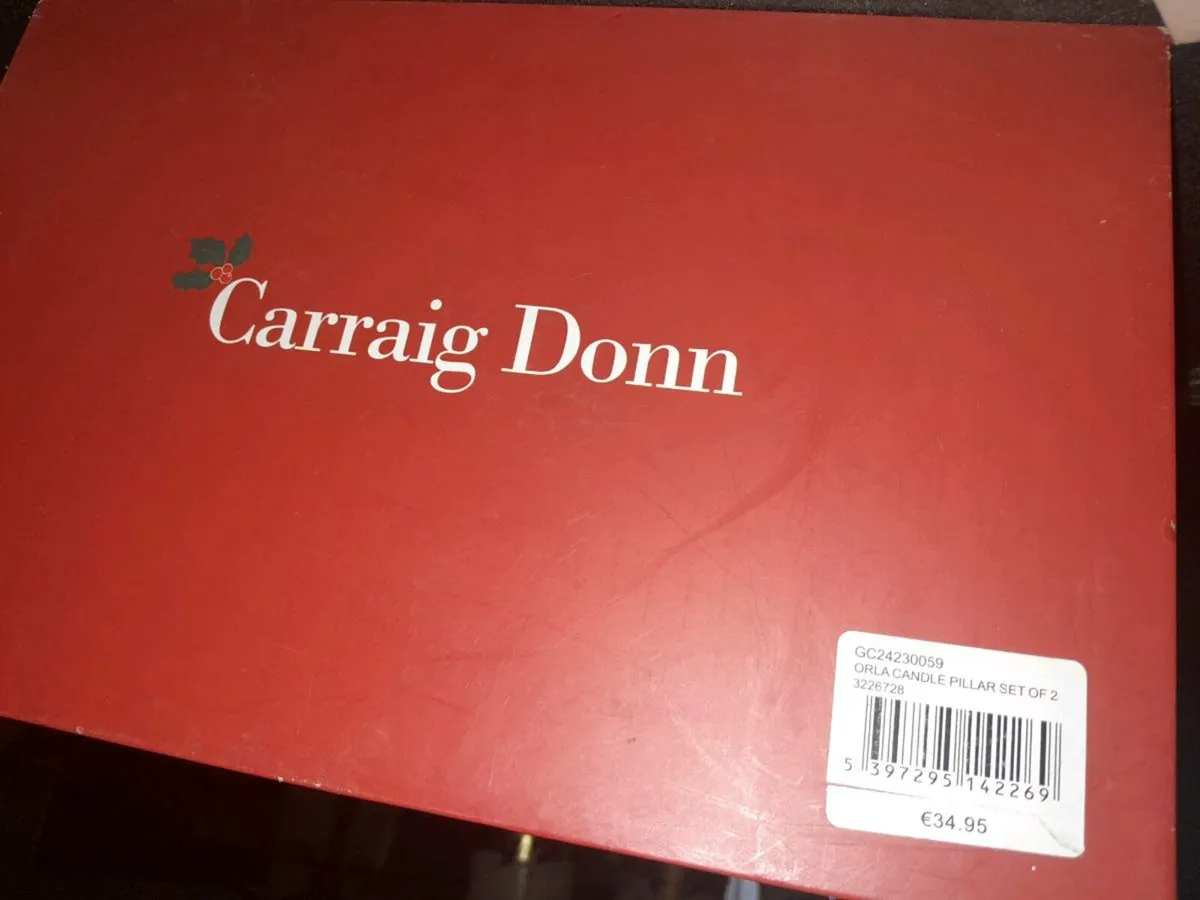 Carraig Donn
GC24230059
ORLA CANDLE PILLAR SET OF 2
3226728
5 397295 142269
€34.95